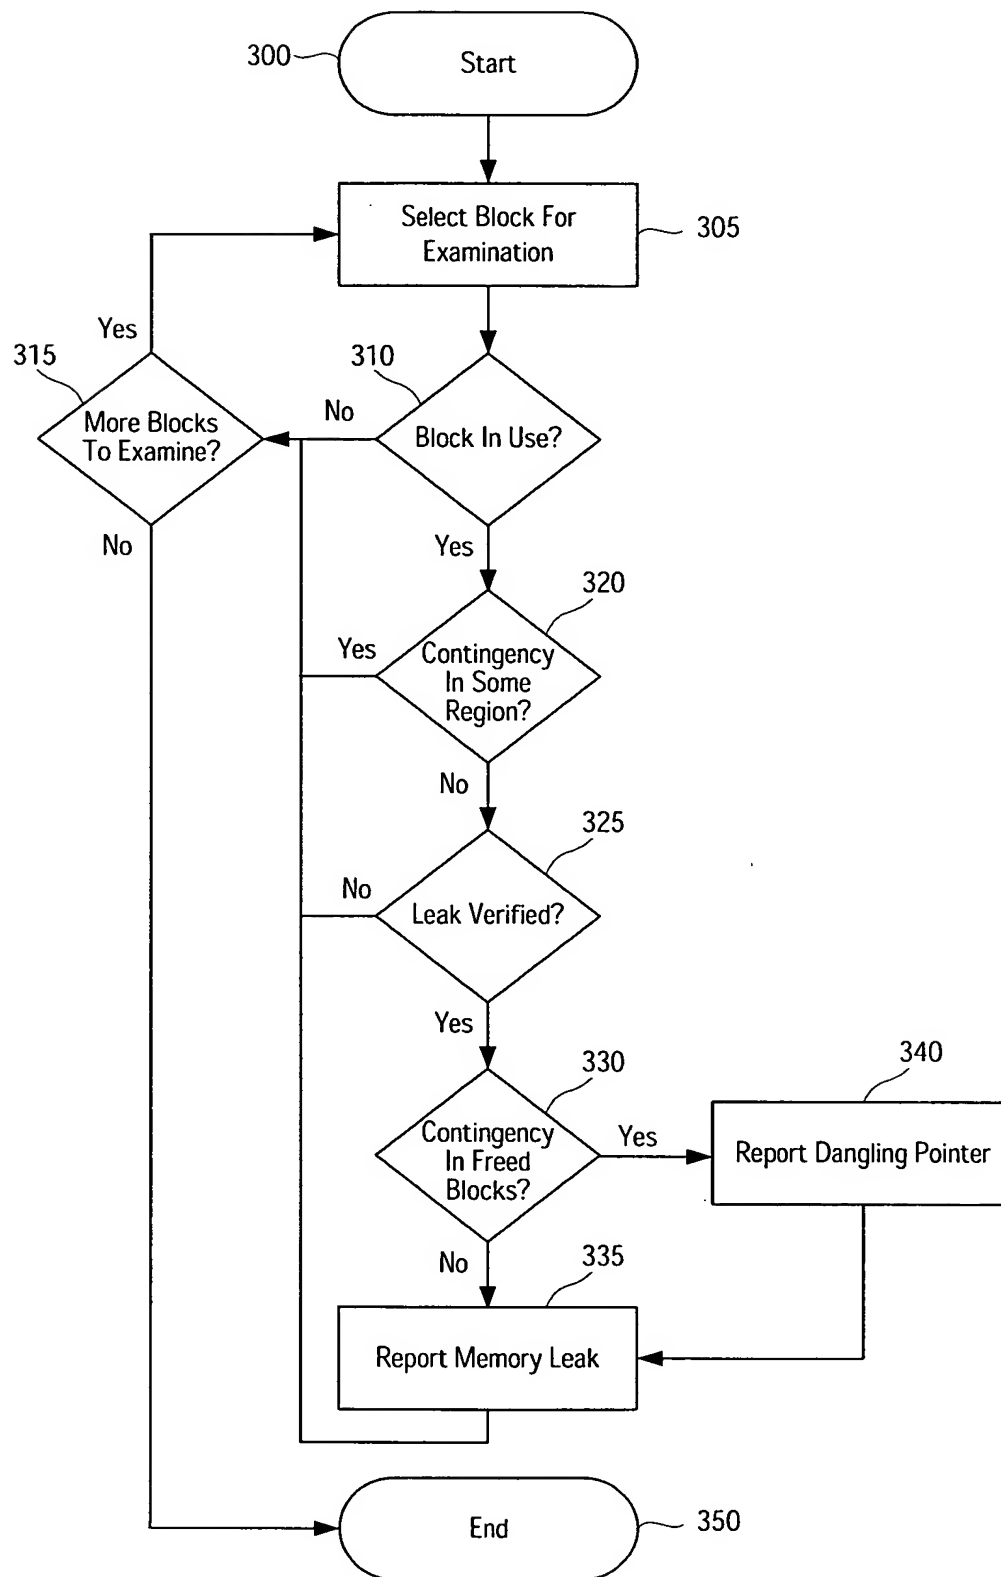 300
Start
Select Block For
Examination
305
Yes
315
310
More Blocks
To Examine?
No
Block In Use?
No
Yes
320
Yes
Contingency
In Some
Region?
No
325
No
Leak Verified?
Yes
330
340
Contingency
In Freed
Blocks?
Yes
Report Dangling Pointer
No
335
Report Memory Leak
End
350